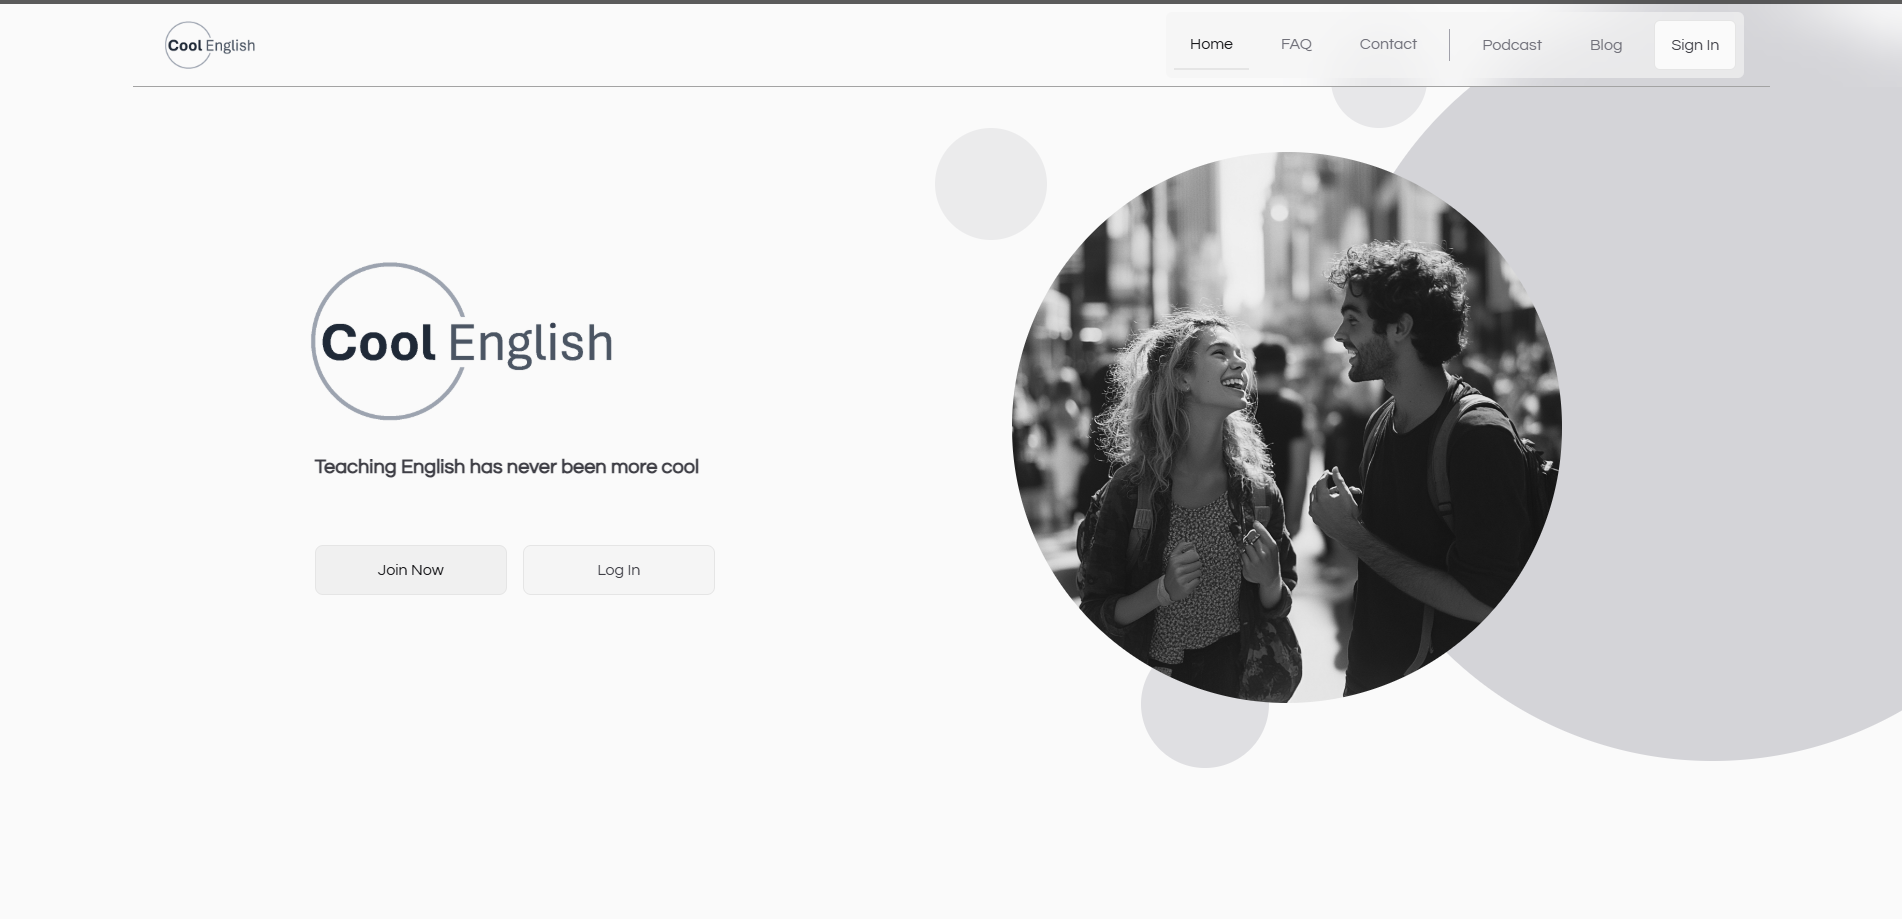 Cool English
Home FAQ Contact Podcast Blog Sign In
Cool English
Teaching English has never been more cool
Join Now Log In